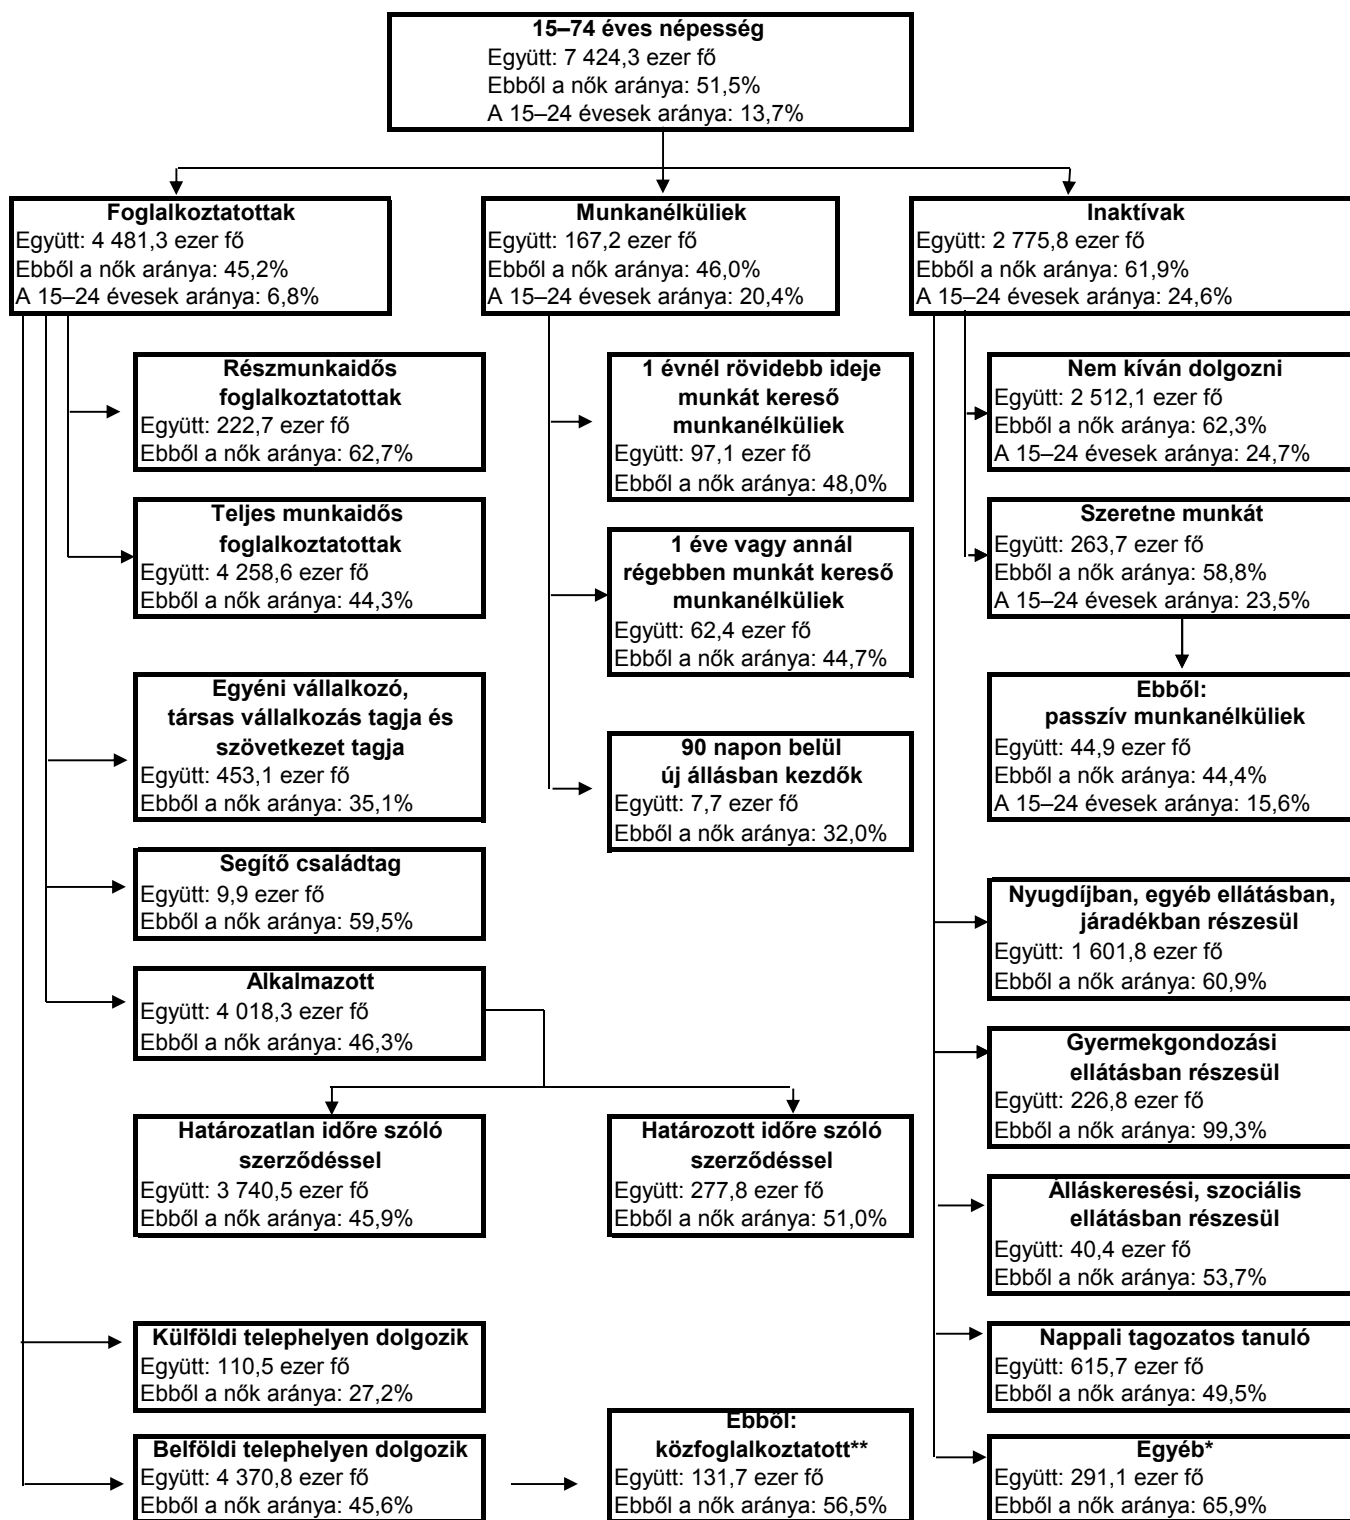 15–74 éves népesség
Együtt: 7 424,3 ezer fő
Ebből a nők aránya: 51,5%
A 15–24 évesek aránya: 13,7%
Foglalkoztatottak
Együtt: 4 481,3 ezer fő
Ebből a nők aránya: 45,2%
A 15–24 évesek aránya: 6,8%
Munkanélküliek
Együtt: 167,2 ezer fő
Ebből a nők aránya: 46,0%
A 15–24 évesek aránya: 20,4%
Inaktívak
Együtt: 2 775,8 ezer fő
Ebből a nők aránya: 61,9%
A 15–24 évesek aránya: 24,6%
Részmunkaidős
foglalkoztatottak
Együtt: 222,7 ezer fő
Ebből a nők aránya: 62,7%
Teljes munkaidős
foglalkoztatottak
Együtt: 4 258,6 ezer fő
Ebből a nők aránya: 44,3%
Egyéni vállalkozó,
társas vállalkozás tagja és
szövetkezet tagja
Együtt: 453,1 ezer fő
Ebből a nők aránya: 35,1%
Segítő családtag
Együtt: 9,9 ezer fő
Ebből a nők aránya: 59,5%
Alkalmazott
Együtt: 4 018,3 ezer fő
Ebből a nők aránya: 46,3%
Határozatlan időre szóló
szerződéssel
Együtt: 3 740,5 ezer fő
Ebből a nők aránya: 45,9%
Határozott időre szóló
szerződéssel
Együtt: 277,8 ezer fő
Ebből a nők aránya: 51,0%
Külföldi telephelyen dolgozik
Együtt: 110,5 ezer fő
Ebből a nők aránya: 27,2%
Belföldi telephelyen dolgozik
Együtt: 4 370,8 ezer fő
Ebből a nők aránya: 45,6%
Ebből:
közfoglalkoztatott**
Együtt: 131,7 ezer fő
Ebből a nők aránya: 56,5%
1 évnél rövidebb ideje
munkát kereső
munkanélküliek
Együtt: 97,1 ezer fő
Ebből a nők aránya: 48,0%
1 éve vagy annál
régebben munkát kereső
munkanélküliek
Együtt: 62,4 ezer fő
Ebből a nők aránya: 44,7%
90 napon belül
új állásban kezdők
Együtt: 7,7 ezer fő
Ebből a nők aránya: 32,0%
Nem kíván dolgozni
Együtt: 2 512,1 ezer fő
Ebből a nők aránya: 62,3%
A 15–24 évesek aránya: 24,7%
Szeretne munkát
Együtt: 263,7 ezer fő
Ebből a nők aránya: 58,8%
A 15–24 évesek aránya: 23,5%
Ebből:
passzív munkanélküliek
Együtt: 44,9 ezer fő
Ebből a nők aránya: 44,4%
A 15–24 évesek aránya: 15,6%
Nyugdíjban, egyéb ellátásban,
járadékban részesül
Együtt: 1 601,8 ezer fő
Ebből a nők aránya: 60,9%
Gyermekgondozási
ellátásban részesül
Együtt: 226,8 ezer fő
Ebből a nők aránya: 99,3%
Álláskeresési, szociális
ellátásban részesül
Együtt: 40,4 ezer fő
Ebből a nők aránya: 53,7%
Nappali tagozatos tanuló
Együtt: 615,7 ezer fő
Ebből a nők aránya: 49,5%
Egyéb*
Együtt: 291,1 ezer fő
Ebből a nők aránya: 65,9%